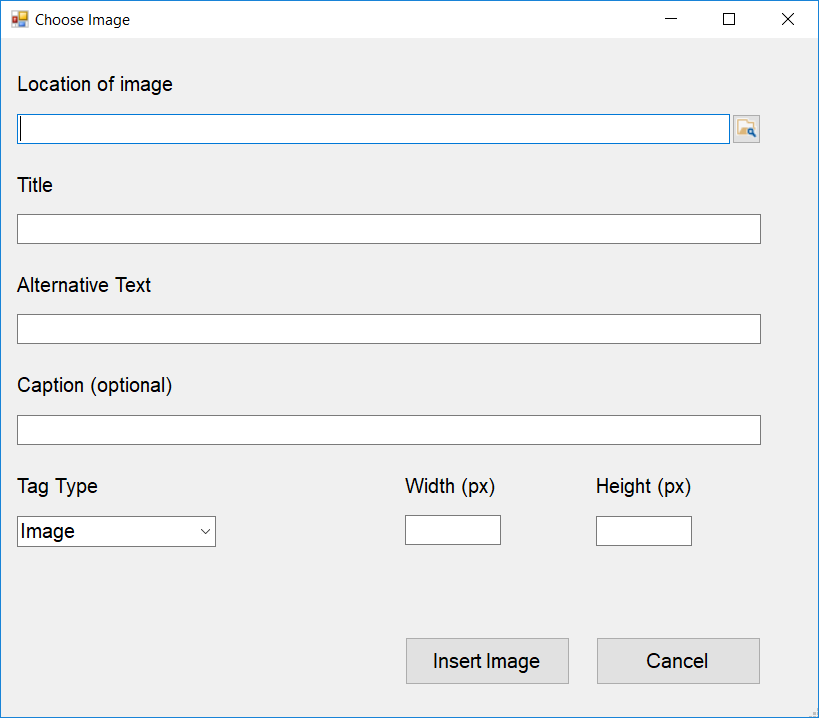 Choose Image
Location of image
Title
Alternative Text
Caption (optional)
Tag Type Width (px) Height (px)
Image
Insert Image Cancel